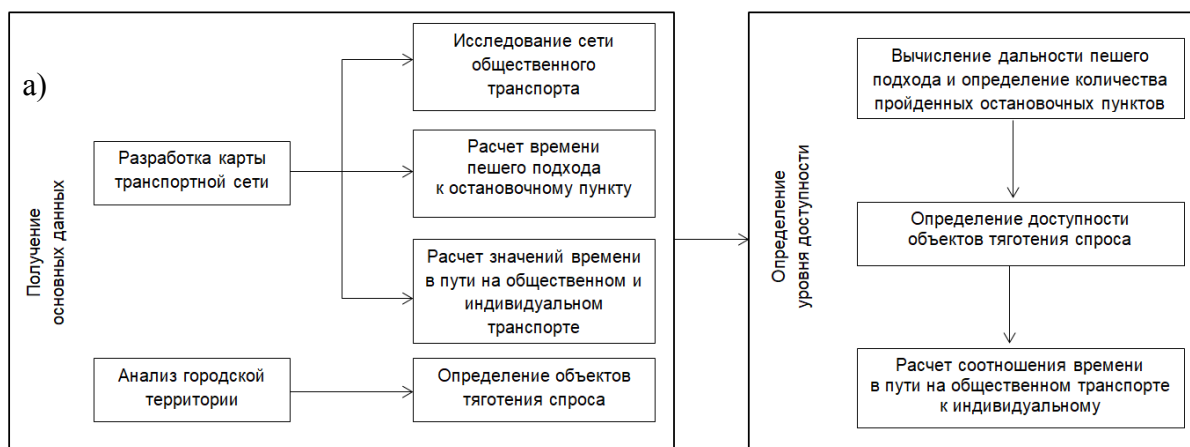 а)
Получение
основных данных
Разработка карты
транспортной сети
Исследование сети
общественного
транспорта
Расчет времени
пешего подхода
к остановочному пункту
Расчет значений времени
в пути на общественном и
индивидуальном
транспорте
Анализ городской
территории
Определение объектов
тяготения спроса
Определение
уровня доступности
Вычисление дальности пешего
подхода и определение количества
пройденных остановочных пунктов
Определение доступности
объектов тяготения спроса
Расчет соотношения времени
в пути на общественном транспорте
к индивидуальному